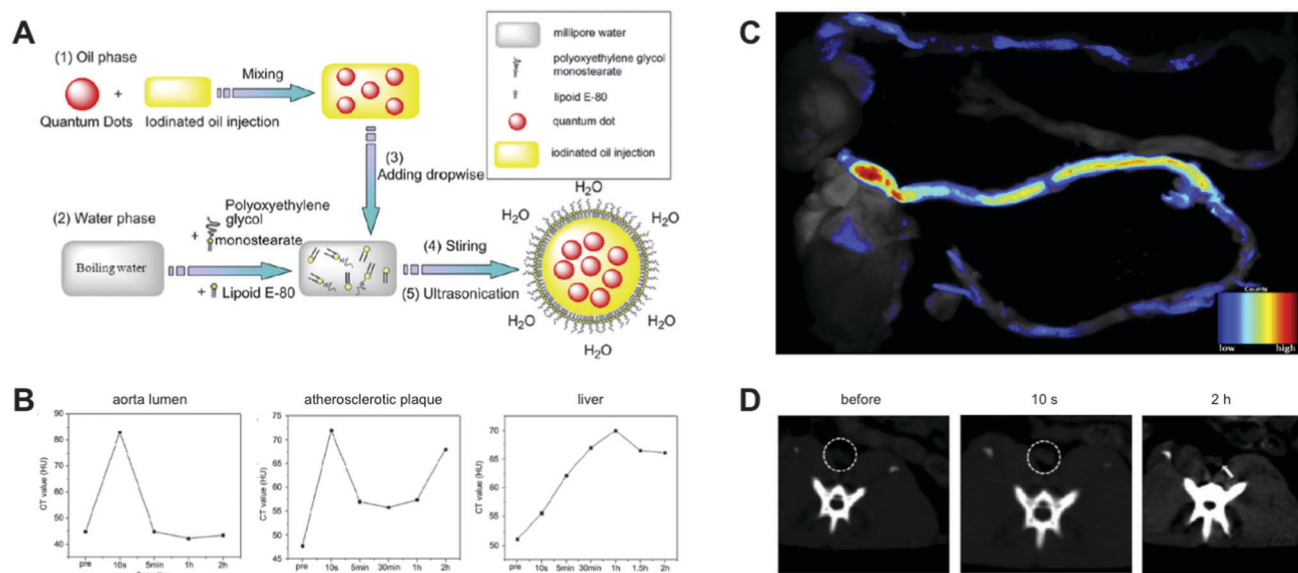 A
(1) Oil phase
Quantum Dots
+
Iodinated oil injection
Mixing
(3)
Adding dropwise
(2) Water phase
Boiling water
+
Polyoxyethylene
glycol
monostearate
+
Lipoid E-80
(4) Stiring
(5) Ultrasonication
H2O
H2O
H2O
H2O
H2O
H2O
H2O
H2O
millipore water
polyoxyethylene glycol
monostearate
lipoid E-80
quantum dot
iodinated oil injection
B
aorta lumen
CT value (HU)
90
80
70
60
50
40
pre
10s
5min
1h
2h
atherosclerotic plaque
CT value (HU)
75
70
65
60
55
50
45
pre
10s
5min
30min
1h
2h
liver
CT value (HU)
70
65
60
55
50
pre
10s
5min
30min
1h
1.5h
2h
C
Counts
low
high
D
before
10 s
2 h